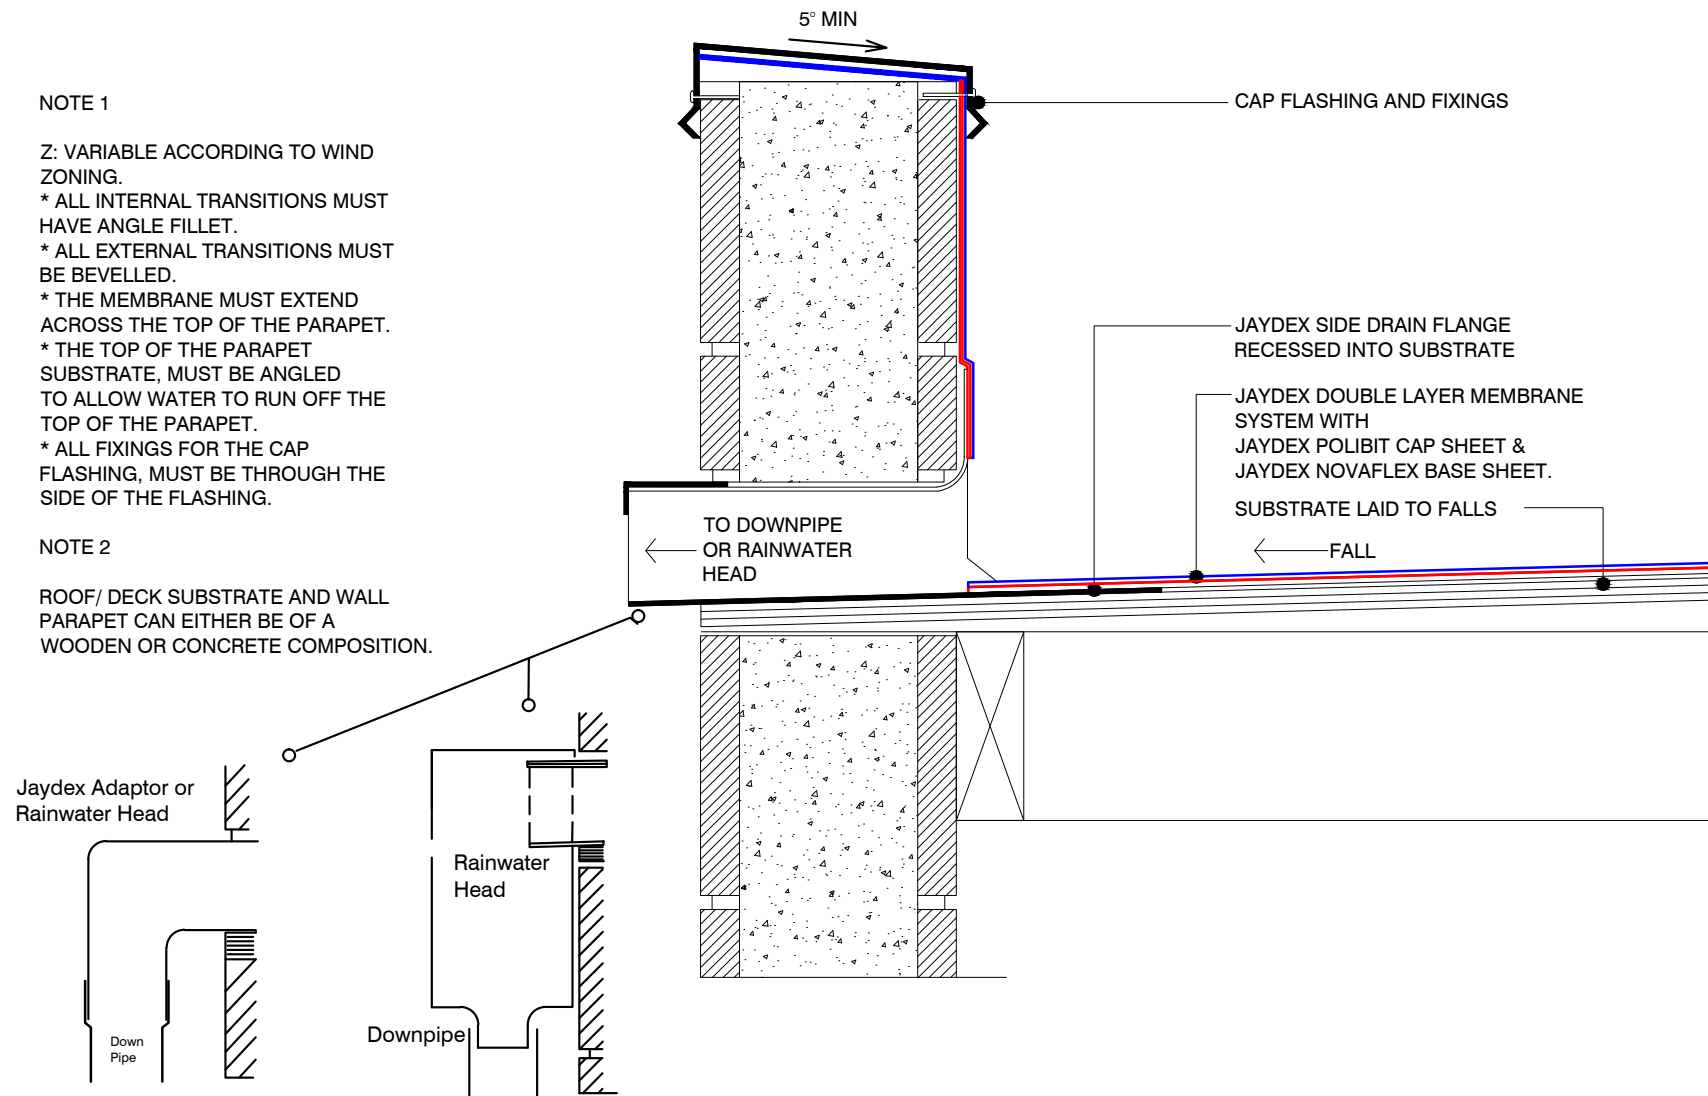 5° MIN
NOTE 1
Z: VARIABLE ACCORDING TO WIND
ZONING.
* ALL INTERNAL TRANSITIONS MUST
HAVE ANGLE FILLET.
* ALL EXTERNAL TRANSITIONS MUST
BE BEVELLED.
* THE MEMBRANE MUST EXTEND
ACROSS THE TOP OF THE PARAPET.
* THE TOP OF THE PARAPET
SUBSTRATE, MUST BE ANGLED
TO ALLOW WATER TO RUN OFF THE
TOP OF THE PARAPET.
* ALL FIXINGS FOR THE CAP
FLASHING, MUST BE THROUGH THE
SIDE OF THE FLASHING.
NOTE 2
ROOF/ DECK SUBSTRATE AND WALL
PARAPET CAN EITHER BE OF A
WOODEN OR CONCRETE COMPOSITION.
CAP FLASHING AND FIXINGS
JAYDEX SIDE DRAIN FLANGE
RECESSED INTO SUBSTRATE
JAYDEX DOUBLE LAYER MEMBRANE
SYSTEM WITH
JAYDEX POLIBIT CAP SHEET &
JAYDEX NOVAFLEX BASE SHEET.
SUBSTRATE LAID TO FALLS
FALL
TO DOWNPIPE
OR RAINWATER
HEAD
Jaydex Adaptor or
Rainwater Head
Down
Pipe
Rainwater
Head
Downpipe